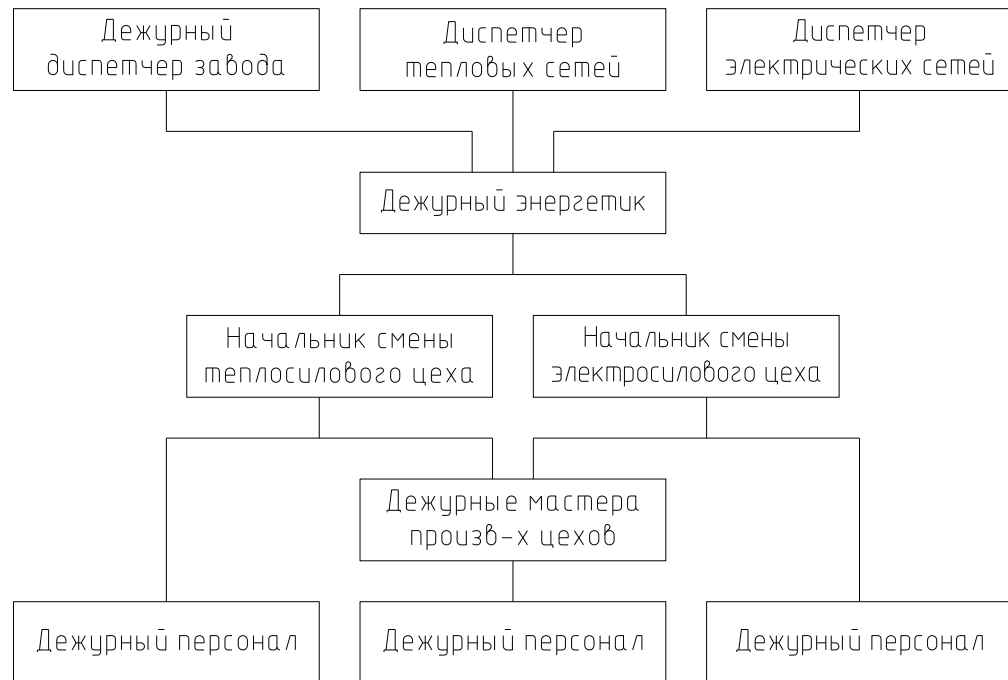 Дежурный
диспетчер завода
Диспетчер
тепловых сетей
Диспетчер
электрических сетей
Дежурный энергетик
Начальник смены
теплосилового цеха
Начальник смены
электросилового цеха
Дежурные мастера
произв-х цехов
Дежурный персонал
Дежурный персонал
Дежурный персонал